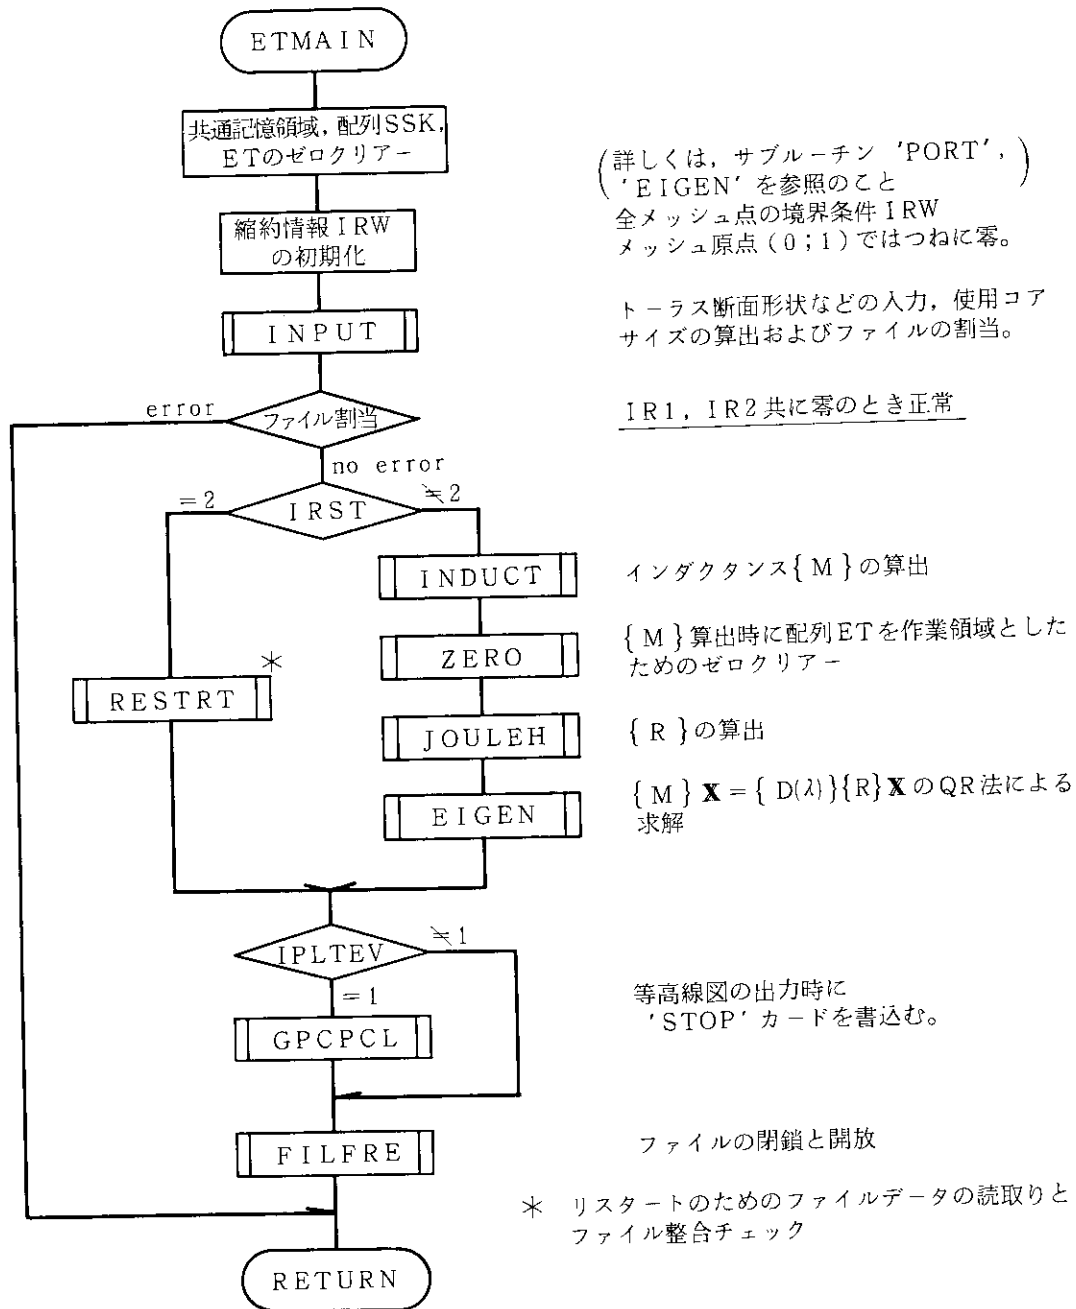 ETMAIN
共通記憶領域，配列SSK，
ETのゼロクリアー
(詳しくは，サブルーチン 'PORT'，
'EIGEN' を参照のこと)
縮約情報IRW
の初期化
全メッシュ点の境界条件IRW
メッシュ原点(0；1)ではつねに零。
INPUT
トーラス断面形状などの入力，使用コア
サイズの算出およびファイルの割当。
error
ファイル割当
IR1，IR2共に零のとき正常
no error
=2
IRST
≒2
INDUCT
インダクタンス{M}の算出
ZERO
{M}算出時に配列ETを作業領域とした
ためのゼロクリアー
*
RESTRT
JOULEH
{R}の算出
EIGEN
{M}X={D(λ)}{R}XのQR法による
求解
IPLTEV
≒1
=1
等高線図の出力時に
'STOP' カードを書込む。
GPCPCL
FILFRE
ファイルの閉鎖と開放
* リスタートのためのファイルデータの読取りと
ファイル整合チェック
RETURN